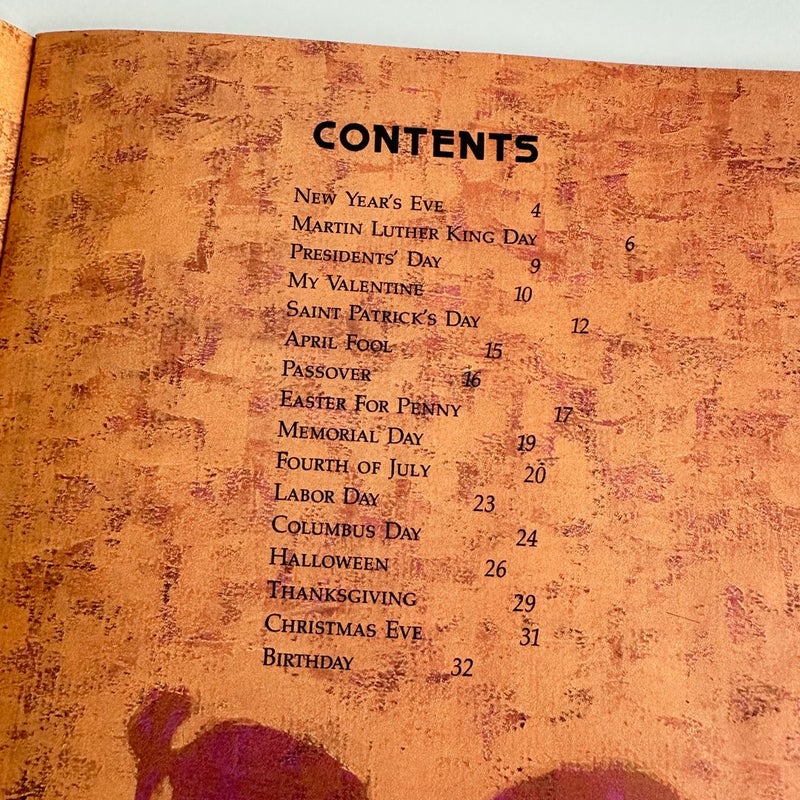 CONTENTS
NEW YEAR'S EVE 4
MARTIN LUTHER KING DAY 6
PRESIDENTS' DAY 9
MY VALENTINE 10
SAINT PATRICK'S DAY 12
APRIL FOOL 15
PASSOVER 16
EASTER FOR PENNY 17
MEMORIAL DAY 19
FOURTH OF JULY 20
LABOR DAY 23
COLUMBUS DAY 24
HALLOWEEN 26
THANKSGIVING 29
CHRISTMAS EVE 31
BIRTHDAY 32